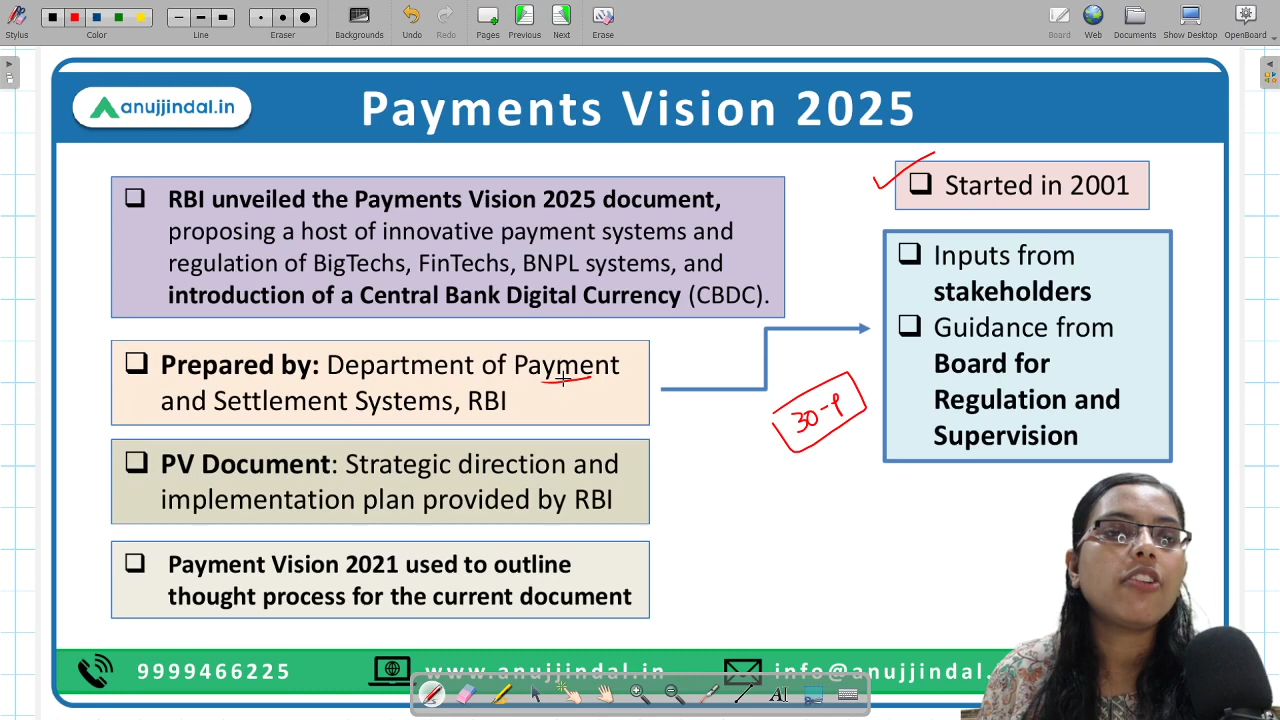 Stylus
Color
Line
Eraser
Backgrounds
Undo
Redo
Pages
Previous
Next
Erase
Board
Web
Documents
Show Desktop
OpenBoard
anujjindal.in
Payments Vision 2025
RBI unveiled the Payments Vision 2025 document,
proposing a host of innovative payment systems and
regulation of BigTechs, FinTechs, BNPL systems, and
introduction of a Central Bank Digital Currency (CBDC).
Prepared by: Department of Payment
and Settlement Systems, RBI
PV Document: Strategic direction and
implementation plan provided by RBI
Payment Vision 2021 used to outline
thought process for the current document
Started in 2001
Inputs from
stakeholders
Guidance from
Board for
Regulation and
Supervision
30-P
9999466225
www.anujjindal.in
info@anujjindal.
AI